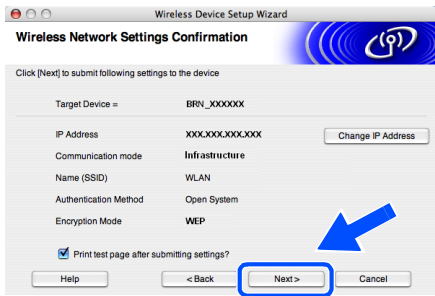 Wireless Device Setup Wizard
Wireless Network Settings Confirmation
Click [Next] to submit following settings to the device
Target Device = BRN_XXXXXX
IP Address XXX.XXX.XXX.XXX Change IP Address
Communication mode Infrastructure
Name (SSID) WLAN
Authentication Method Open System
Encryption Mode WEP
Print test page after submitting settings?
Help < Back Next > Cancel